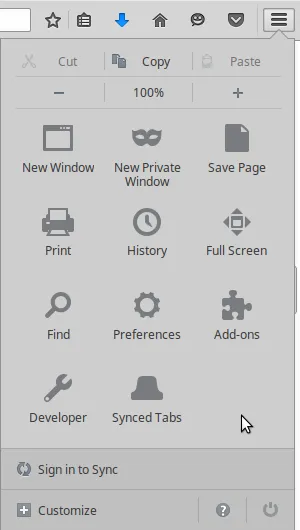 Cut Copy Paste
100%
New Window New Private Window Save Page
Print History Full Screen
Find Preferences Add-ons
Developer Synced Tabs
Sign in to Sync
Customize